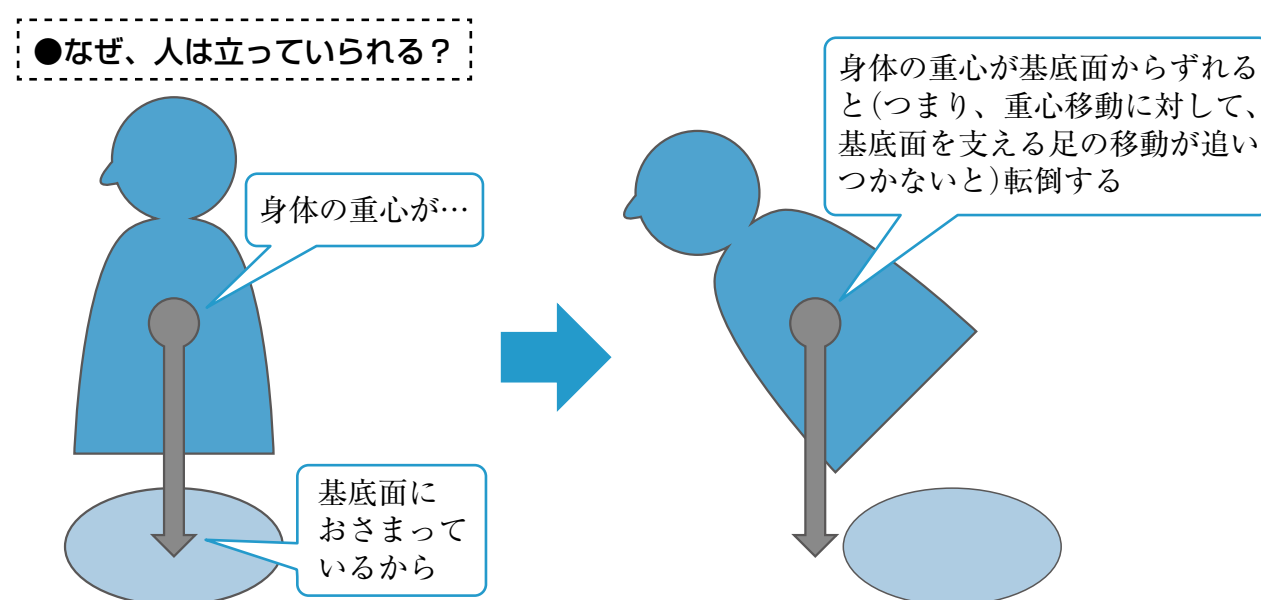 ●なぜ、人は立っていられる？
身体の重心が…
基底面に
おさまって
いるから
身体の重心が基底面からずれる
と(つまり、重心移動に対して、
基底面を支える足の移動が追い
つかないと)転倒する